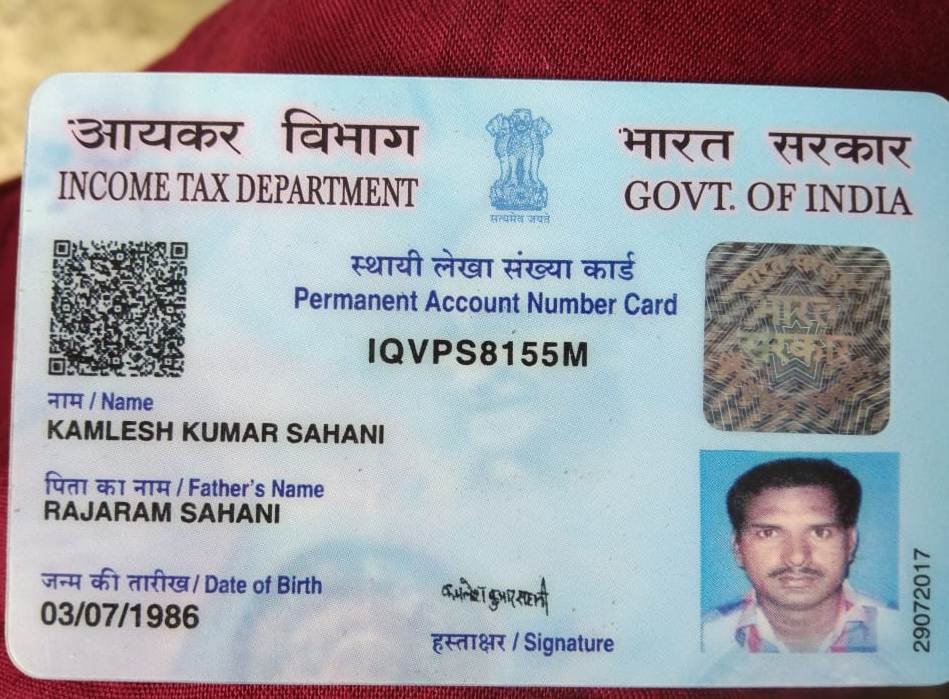 आयकर विभाग
INCOME TAX DEPARTMENT
सत्यमेव जयते
भारत सरकार
GOVT. OF INDIA
स्थायी लेखा संख्या कार्ड
Permanent Account Number Card
IQVPS8155M
भारत सरकार
नाम / Name
KAMLESH KUMAR SAHANI
पिता का नाम / Father's Name
RAJARAM SAHANI
जन्म की तारीख / Date of Birth
03/07/1986
कमलेश कुमार सहानी
हस्ताक्षर / Signature
29072017